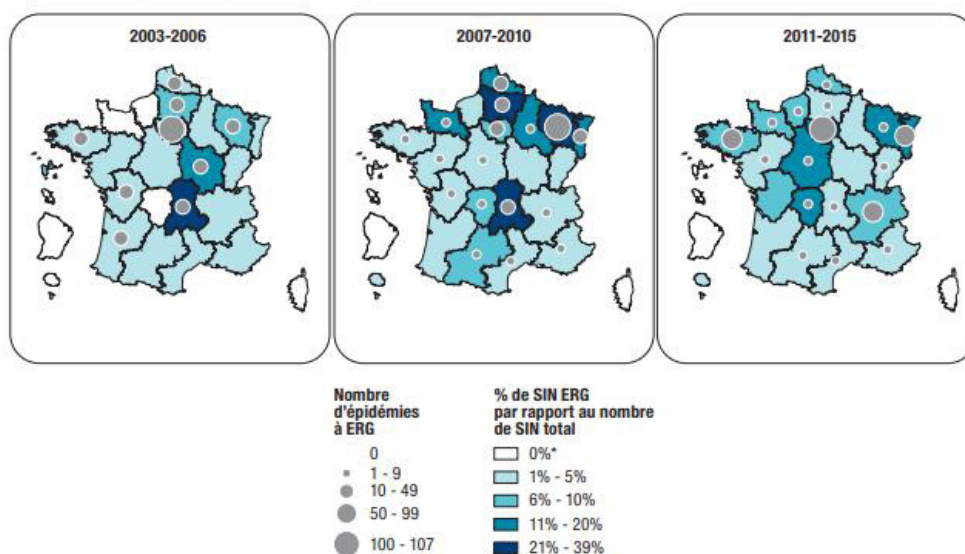 2003-2006
2007-2010
2011-2015
Nombre
d'épidémies
à ERG
0
1 - 9
10 - 49
50 - 99
100 - 107
% de SIN ERG
par rapport au nombre
de SIN total
0%*
1% - 5%
6% - 10%
11% - 20%
21% - 39%